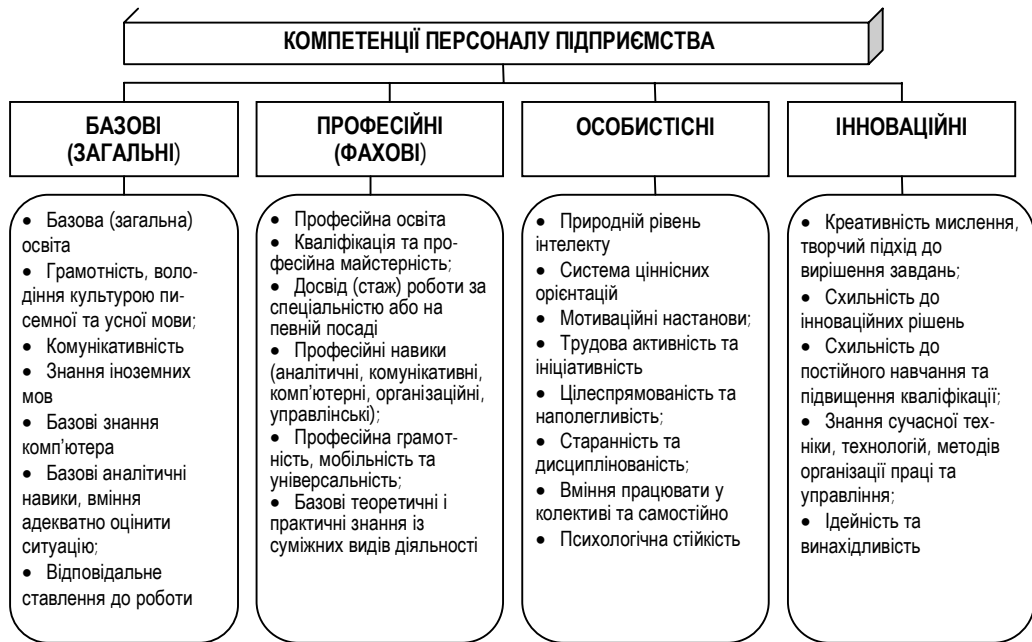 КОМПЕТЕНЦІЇ ПЕРСОНАЛУ ПІДПРИЄМСТВА
БАЗОВІ
(ЗАГАЛЬНІ)
• Базова (загальна)
освіта
• Грамотність, воло-
діння культурою пи-
семної та усної мови;
• Комунікативність
• Знання іноземних
мов
• Базові знання
комп'ютера
• Базові аналітичні
навики, вміння
адекватно оцінити
ситуацію;
• Відповідальне
ставлення до роботи
ПРОФЕСІЙНІ
(ФАХОВІ)
• Професійна освіта
• Кваліфікація та про-
фесійна майстерність;
• Досвід (стаж) роботи за
спеціальністю або на
певній посаді
• Професійні навики
(аналітичні, комунікативні,
комп'ютерні, організаційні,
управлінські);
• Професійна грамот-
ність, мобільність та
універсальність;
• Базові теоретичні і
практичні знання із
суміжних видів діяльності
ОСОБИСТІСНІ
• Природній рівень
інтелекту
• Система ціннісних
орієнтацій
• Мотиваційні настанови;
• Трудова активність та
ініціативність
• Цілеспрямованість та
наполегливість;
• Старанність та
дисциплінованість;
• Вміння працювати у
колективі та самостійно
• Психологічна стійкість
ІННОВАЦІЙНІ
• Креативність мислення,
творчий підхід до
вирішення завдань;
• Схильність до
інноваційних рішень
• Схильність до
постійного навчання та
підвищення кваліфікації;
• Знання сучасної тех-
ніки, технологій, методів
організації праці та
управління;
• Ідейність та
винахідливість